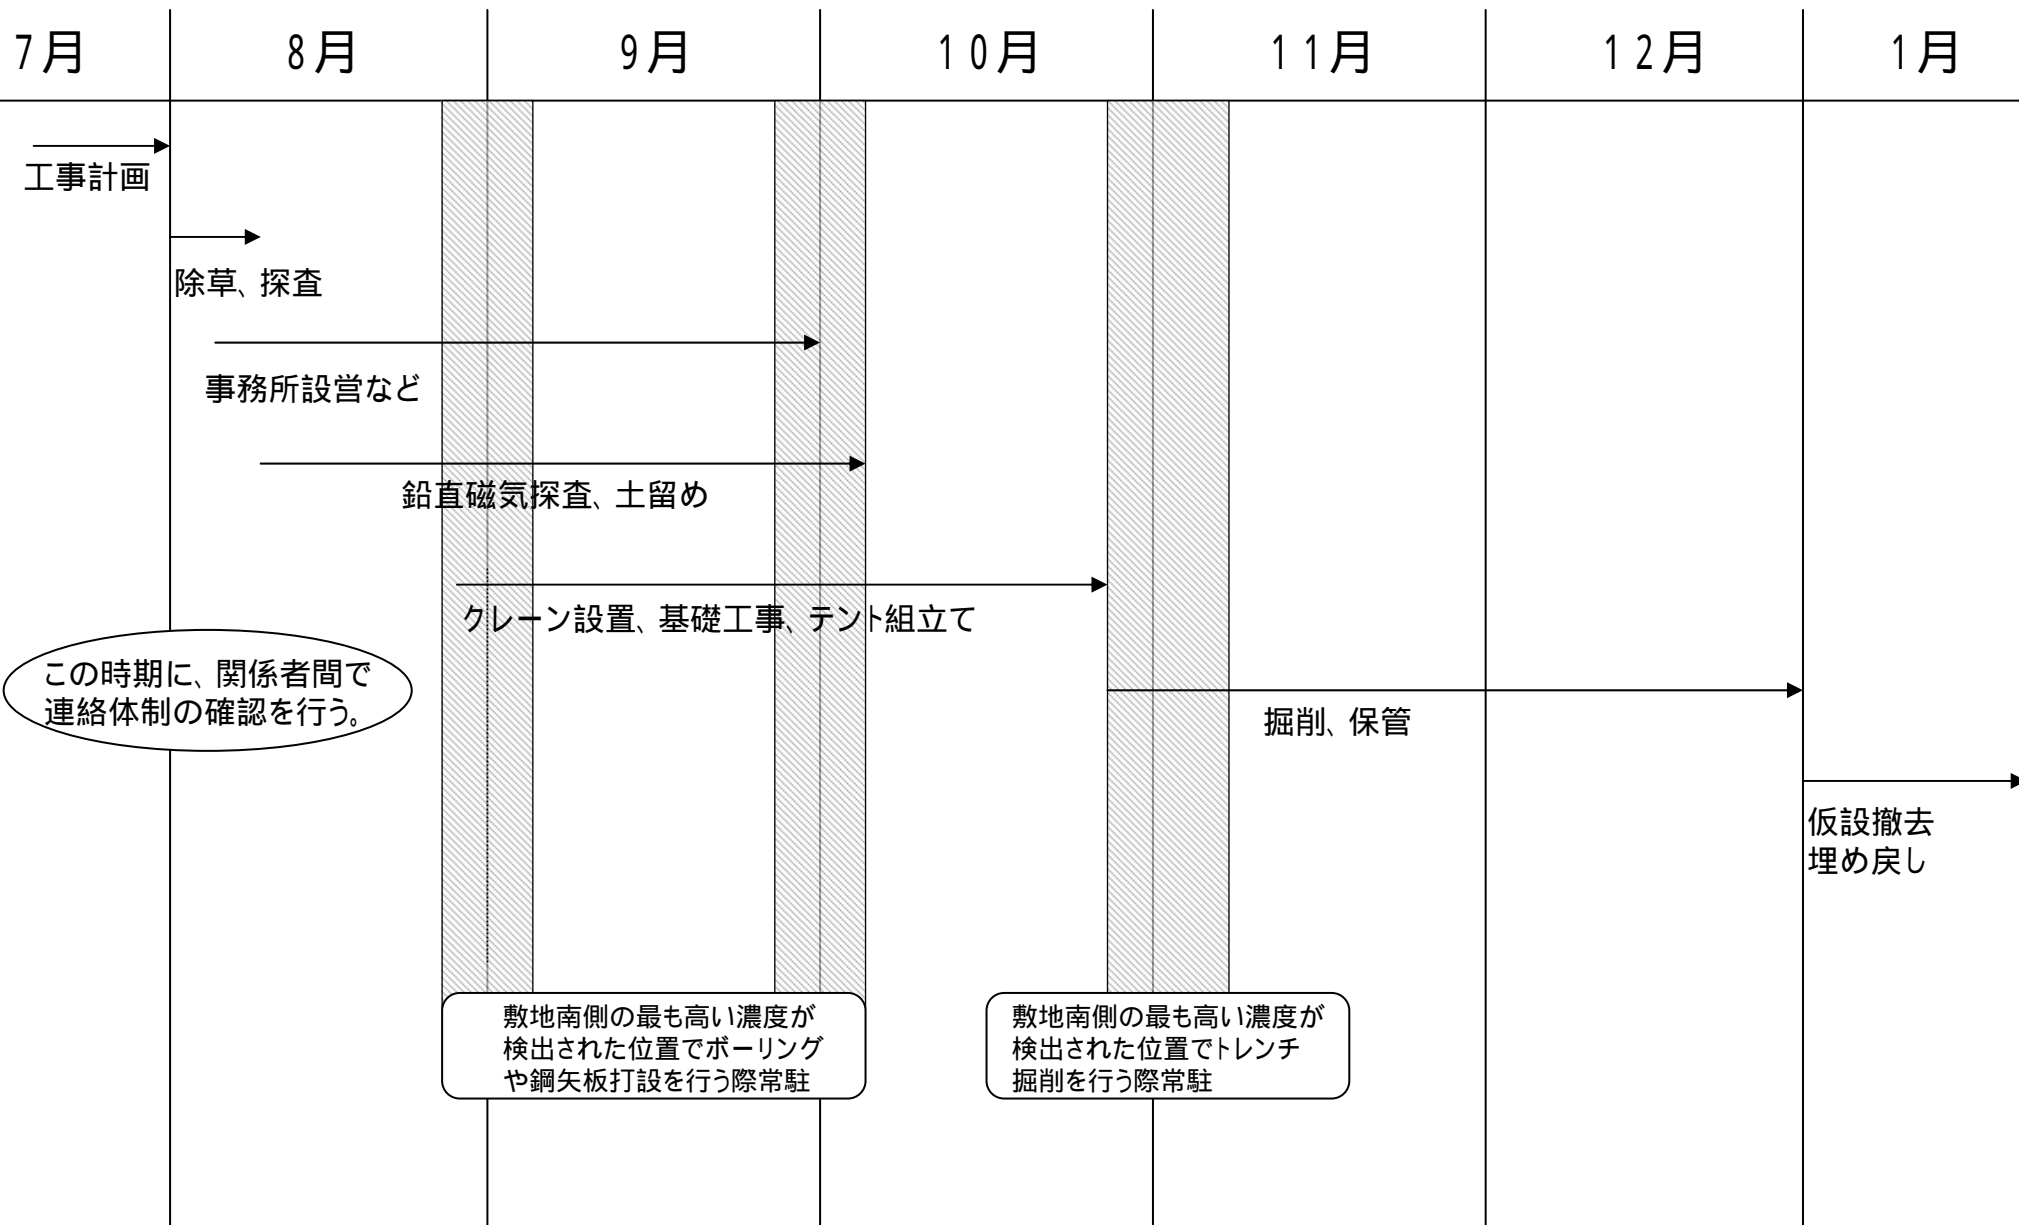 7月 8月 9月 10月 11月 12月 1月
工事計画
除草、探査
事務所設営など
鉛直磁気探査、土留め
クレーン設置、基礎工事、テント組立て
この時期に、関係者間で
連絡体制の確認を行う。
掘削、保管
仮設撤去
埋め戻し
敷地南側の最も高い濃度が
検出された位置でボーリング
や鋼矢板打設を行う際常駐
敷地南側の最も高い濃度が
検出された位置でトレンチ
掘削を行う際常駐